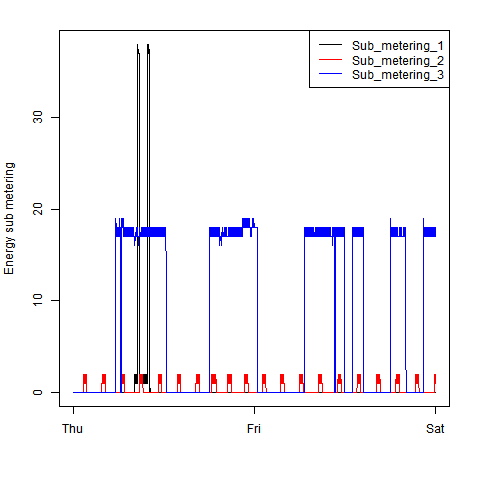 Sub_metering_1
Sub_metering_2
Sub_metering_3
Energy sub metering
30
20
10
0
Thu
Fri
Sat